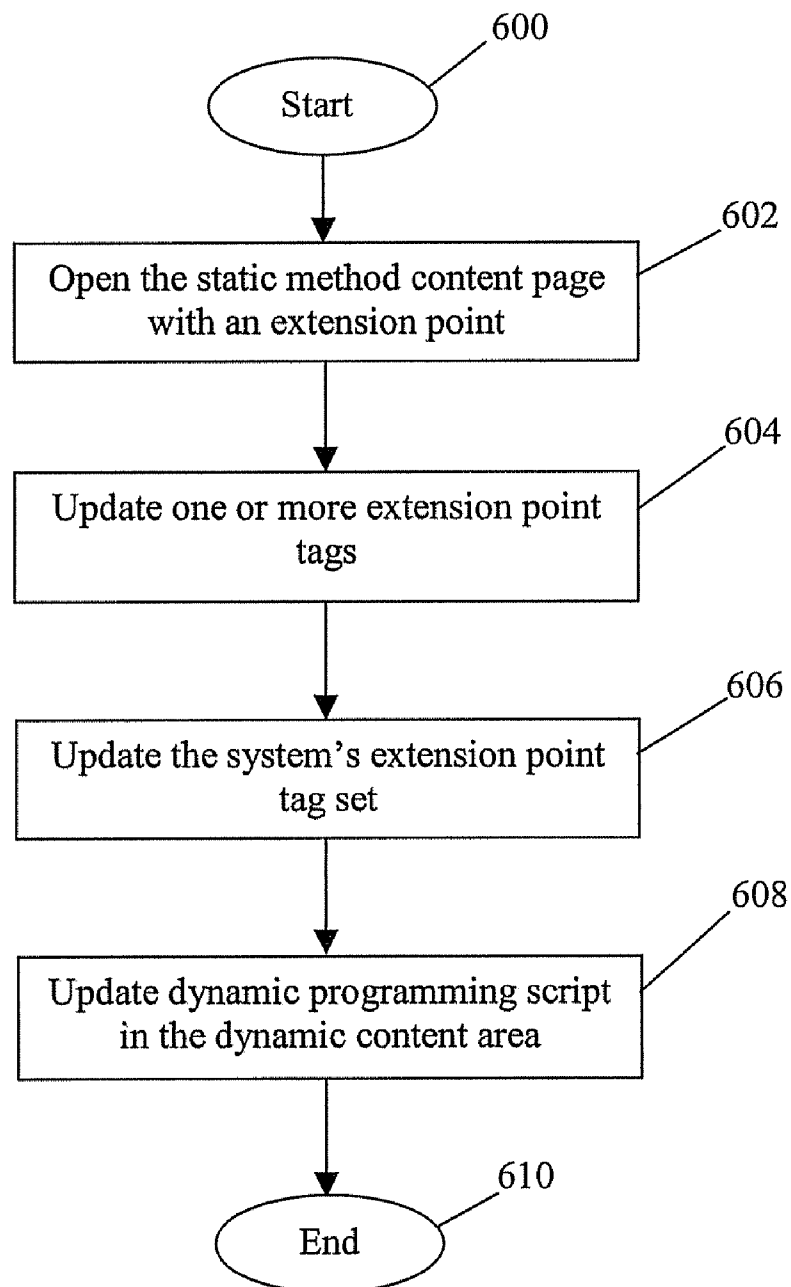 600
Start
602
Open the static method content page
with an extension point
604
Update one or more extension point
tags
606
Update the system's extension point
tag set
608
Update dynamic programming script
in the dynamic content area
610
End